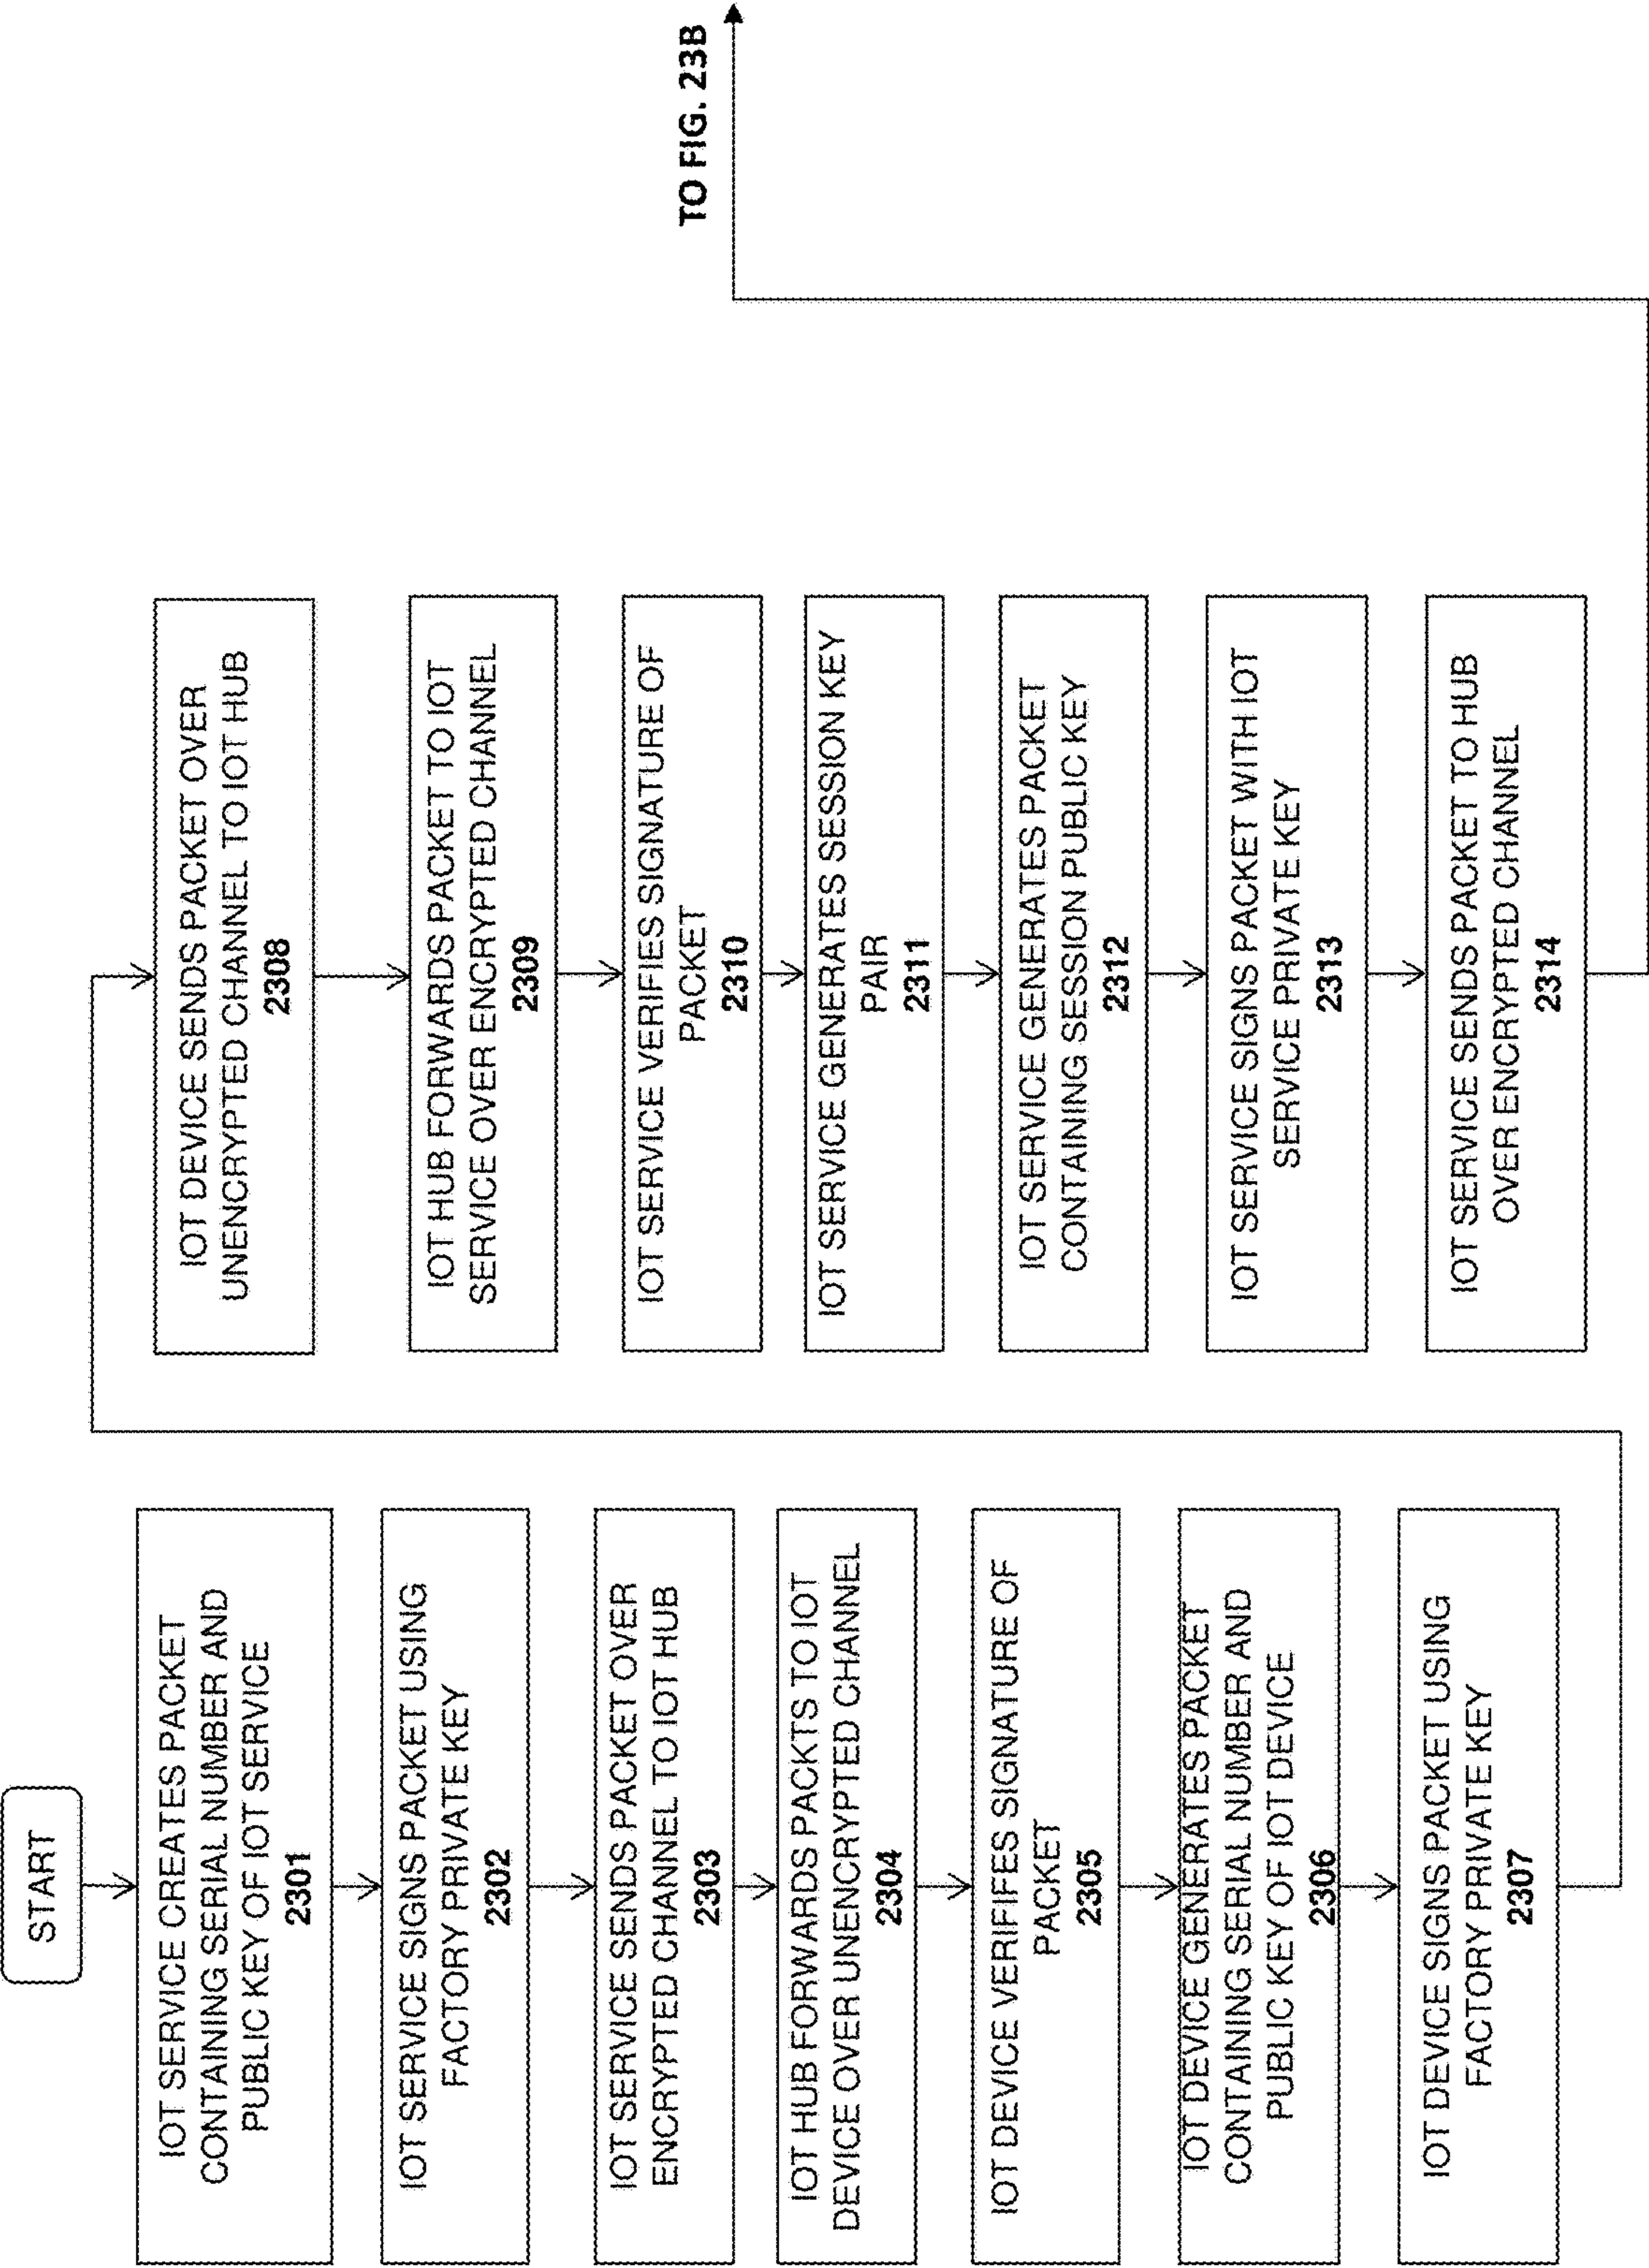 START
IOT SERVICE CREATES PACKET
CONTAINING SERIAL NUMBER AND
PUBLIC KEY OF IOT SERVICE
2301
IOT SERVICE SIGNS PACKET USING
FACTORY PRIVATE KEY
2302
IOT SERVICE SENDS PACKET OVER
ENCRYPTED CHANNEL TO IOT HUB
2303
IOT HUB FORWARDS PACKTS TO IOT
DEVICE OVER UNENCRYPTED CHANNEL
2304
IOT DEVICE VERIFIFES SIGNATURE OF
PACKET
2305
IOT DEVICE GENERATES PACKET
CONTAINING SERIAL NUMBER AND
PUBLIC KEY OF IOT DEVICE
2306
IOT DEVICE SIGNS PACKET USING
FACTORY PRIVATE KEY
2307
IOT DEVICE SENDS PACKET OVER
UNENCRYPTED CHANNEL TO IOT HUB
2308
IOT HUB FORWARDS PACKET TO IOT
SERVICE OVER ENCRYPTED CHANNEL
2309
IOT SERVICE VERIFIES SIGNATURE OF
PACKET
2310
IOT SERVICE GENERATES SESSION KEY
PAIR
2311
IOT SERVICE GENERATES PACKET
CONTAINING SESSION PUBLIC KEY
2312
IOT SERVICE SIGNS PACKET WITH IOT
SERVICE PRIVATE KEY
2313
IOT SERVICE SENDS PACKET TO HUB
OVER ENCRYPTED CHANNEL
2314
TO FIG. 23B